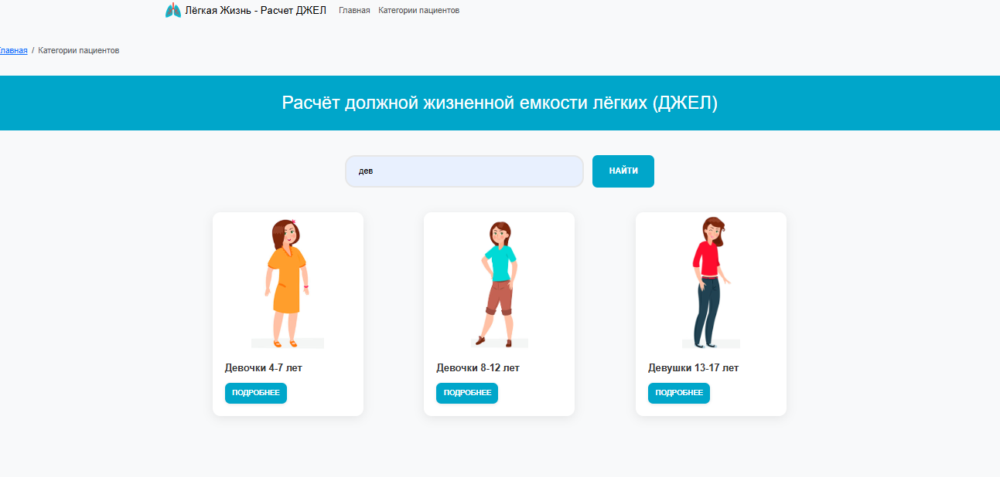 Лёгкая Жизнь - Расчет ДЖЕЛ Главная Категории пациентов
Главная / Категории пациентов
Расчёт должной жизненной емкости лёгких (ДЖЕЛ)
дев НАЙТИ
Девочки 4-7 лет Девочки 8-12 лет Девушки 13-17 лет
ПОДРОБНЕЕ ПОДРОБНЕЕ ПОДРОБНЕЕ